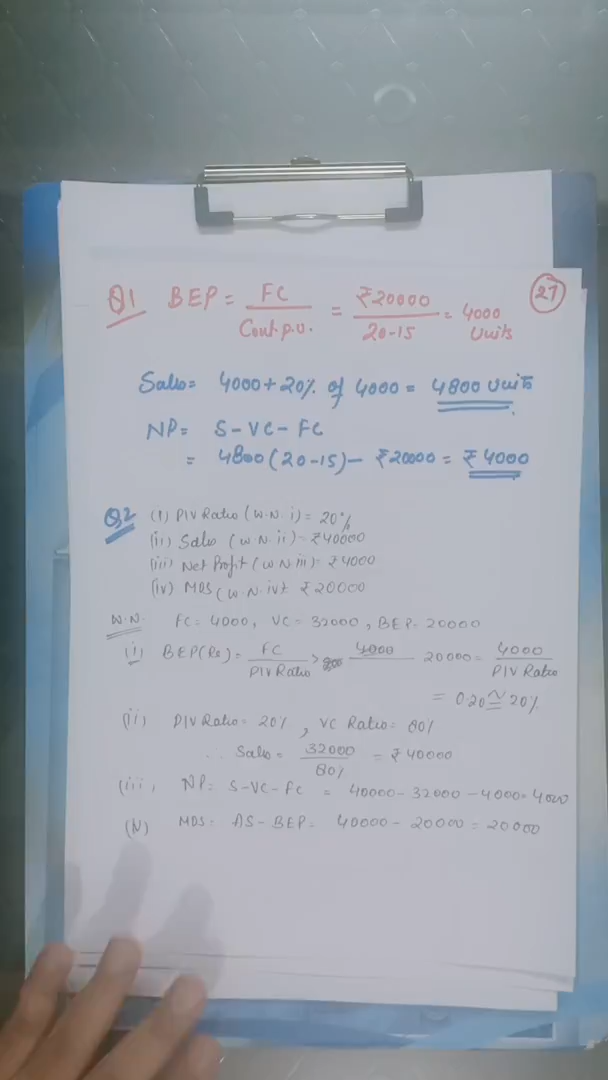 27
Q1 BEP = FC / Cont p.u. = ₹20000 / 20-15 = 4000 Units
Sales = 4000 + 20% of 4000 = 4800 Units
NP = S-VC-FC
= 4800 (20-15) - ₹20000 = ₹4000
Q2 (i) P/V Ratio (W.N. i) = 20%
(ii) Sales (W.N. ii) = ₹40000
(iii) Net Profit (W.N. iii) = ₹4000
(iv) MOS (W.N. iv) = ₹20000
W.N. FC = 4000, VC = 32000, BEP = 20000
(i) BEP (Rs) = FC / P/V Ratio 20000 = 4000 / P/V Ratio
= 0.20 ≅ 20%
(ii) P/V Ratio = 20%, VC Ratio = 80%
∴ Sales = 32000 / 80% = ₹40000
(iii) NP = S-VC-FC = 40000 - 32000 - 4000 = 4000
(iv) MOS = AS-BEP = 40000 - 20000 = 20000